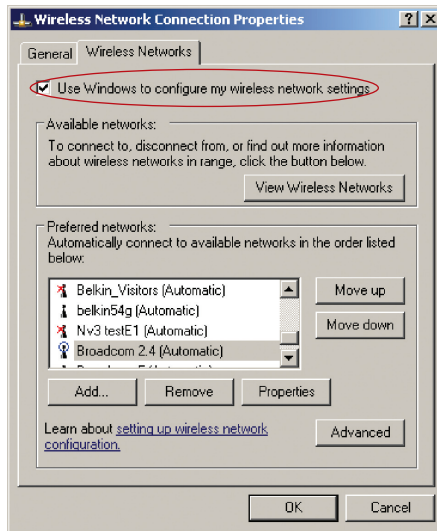 Wireless Network Connection Properties
General
Wireless Networks
Use Windows to configure my wireless network settings
Available networks:
To connect to, disconnect from, or find out more information
about wireless networks in range, click the button below.
View Wireless Networks
Preferred networks:
Automatically connect to available networks in the order listed
below:
Belkin_Visitors (Automatic)
belkin54g (Automatic)
Nv3 testE1 (Automatic)
Broadcom 2.4 (Automatic)
Move up
Move down
Add...
Remove
Properties
Learn about setting up wireless network
configuration.
Advanced
OK
Cancel